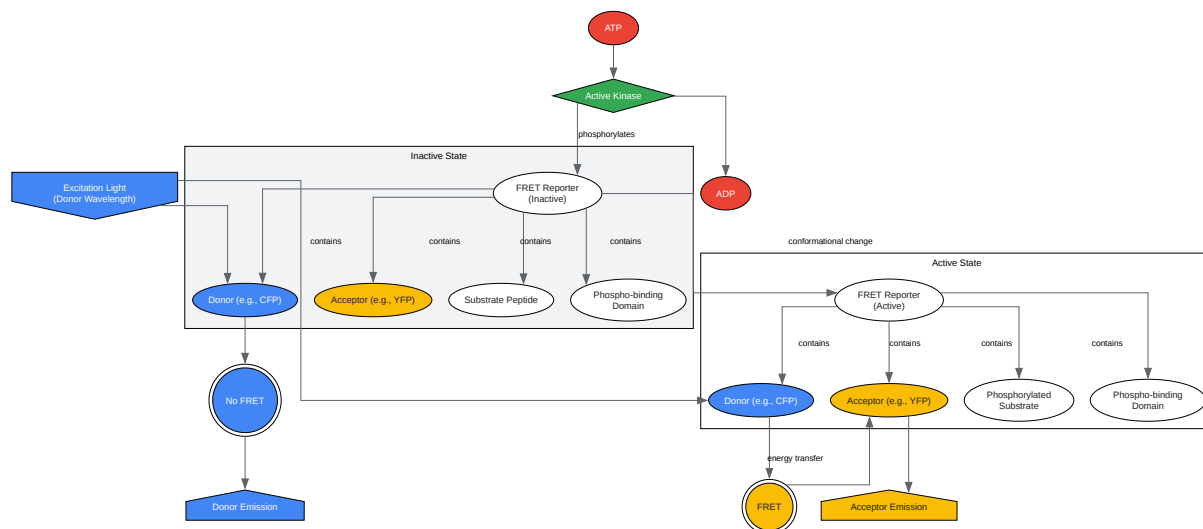 ATP
Active Kinase
phosphorylates
Inactive State
Excitation Light
(Donor Wavelength)
FRET Reporter
(Inactive)
ADP
contains
contains
contains
contains
conformational change
Active State
Donor (e.g., CFP)
Acceptor (e.g., YFP)
Substrate Peptide
Phospho-binding
Domain
FRET Reporter
(Active)
contains
contains
contains
contains
No FRET
Donor (e.g., CFP)
Acceptor (e.g., YFP)
Phosphorylated
Substrate
Phospho-binding
Domain
energy transfer
Donor Emission
FRET
Acceptor Emission